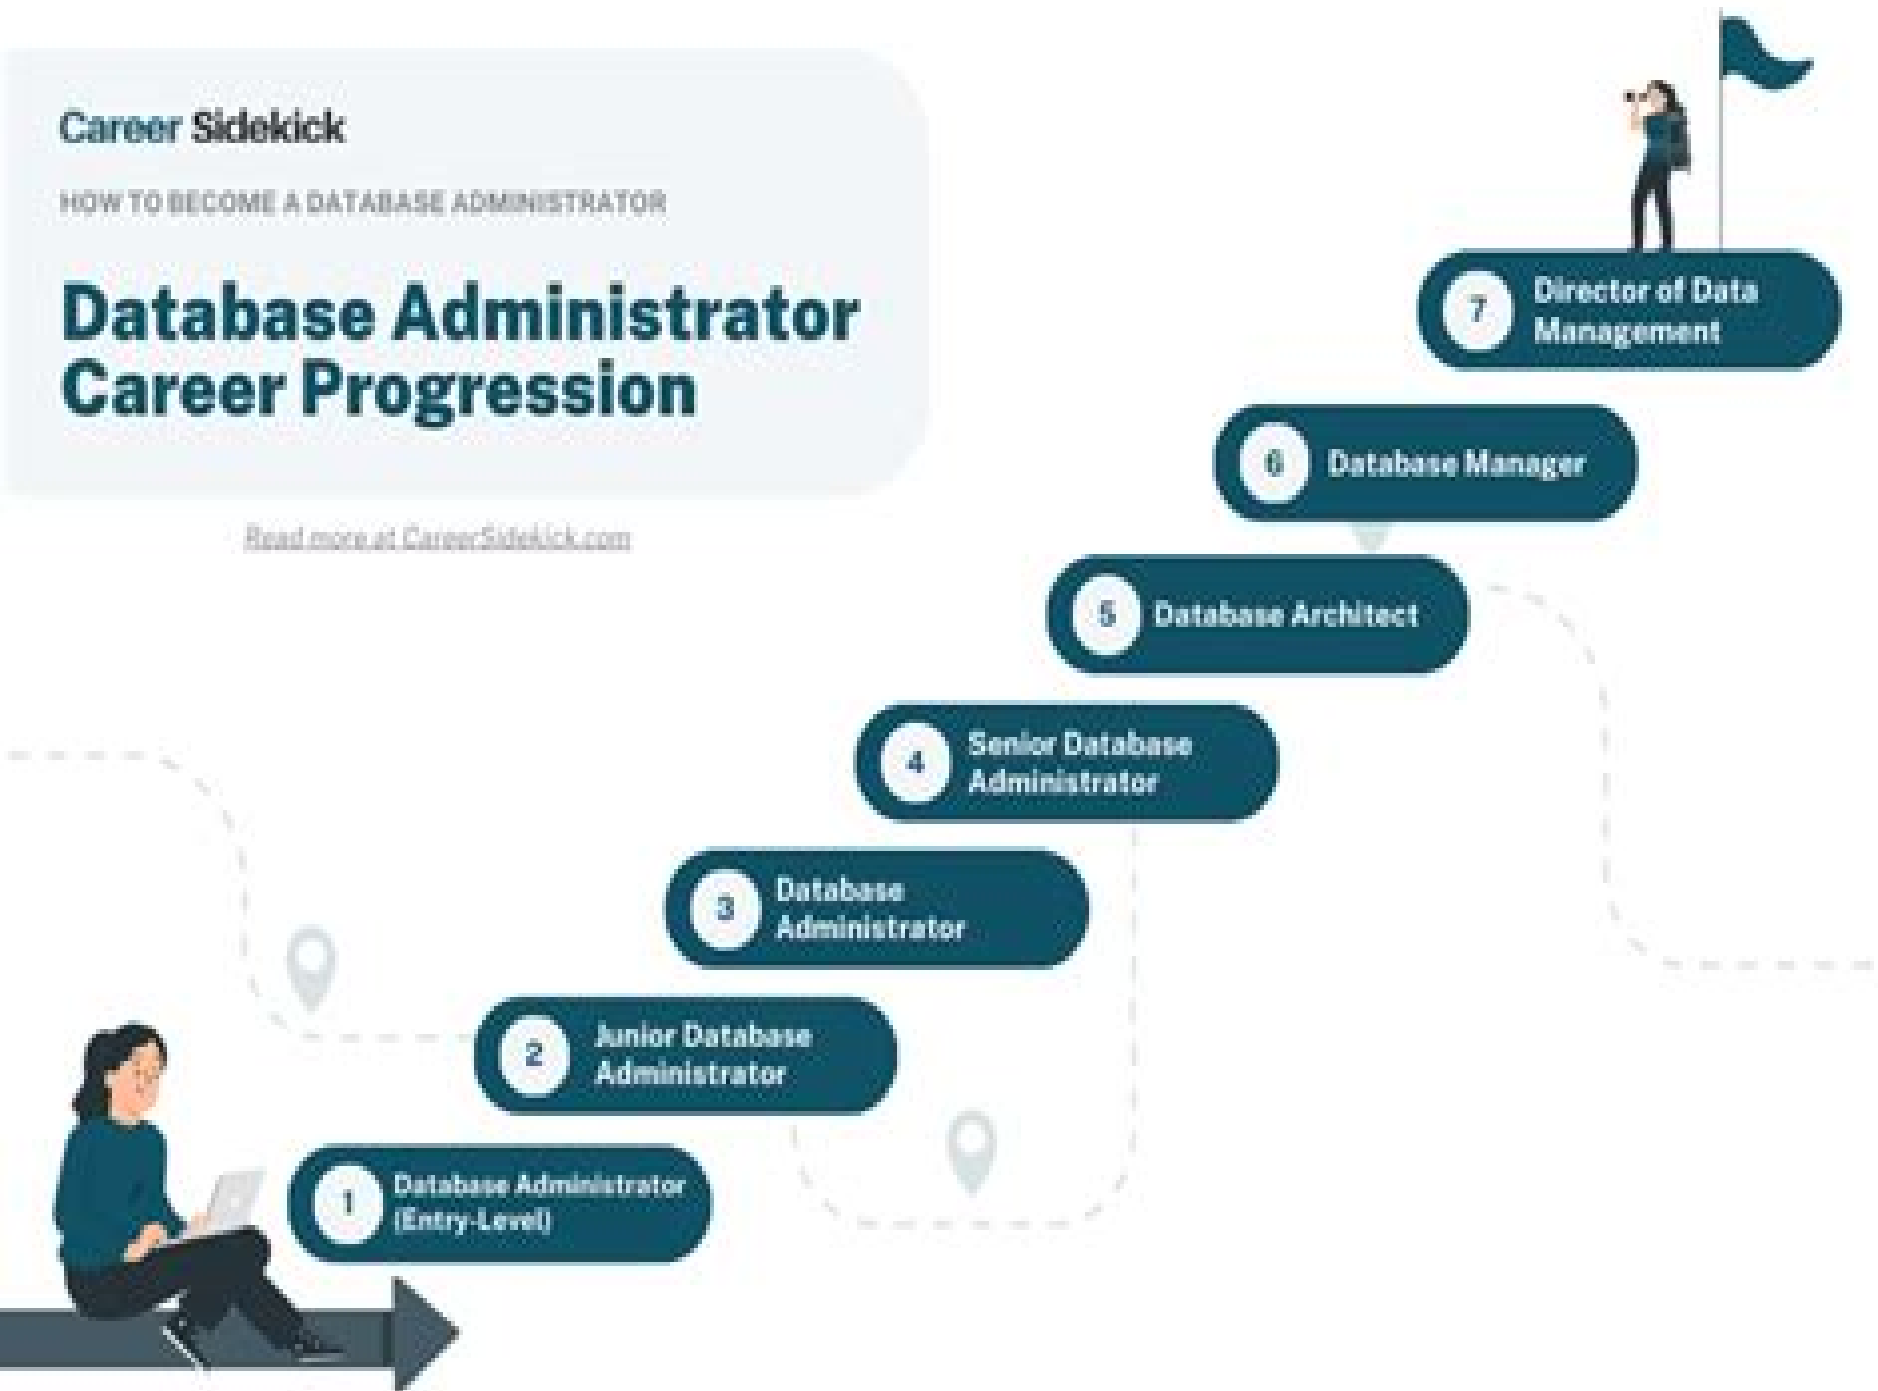 Career Sidekick
HOW TO BECOME A DATABASE ADMINISTRATOR
Database Administrator
Career Progression
Read more at CareerSidekick.com
7
Director of Data
Management
6
Database Manager
5
Database Architect
4
Senior Database
Administrator
3
Database
Administrator
2
Junior Database
Administrator
1
Database Administrator
(Entry-Level)